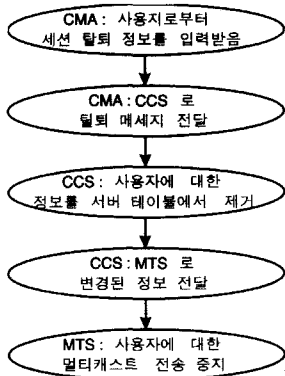 CMA : 사용자로부터
세션 탈퇴 정보를 입력받음
CMA : CCS 로
탈퇴 메세지 전달
CCS : 사용자에 대한
정보를 서버 테이블에서 제거
CCS : MTS 로
변경된 정보 전달
MTS : 사용자에 대한
멀티캐스트 전송 중지